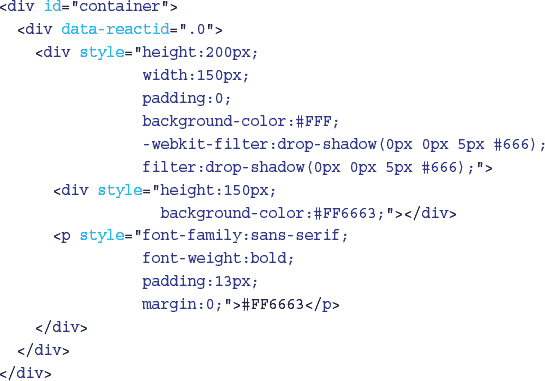 <div id="container">
  <div data-reactid=".0">
    <div style="height:200px;
                width:150px;
                padding:0;
                background-color:#FFF;
                -webkit-filter:drop-shadow(0px 0px 5px #666);
                filter:drop-shadow(0px 0px 5px #666);">
      <div style="height:150px;
                  background-color:#FF6663;"></div>
      <p style="font-family:sans-serif;
                font-weight:bold;
                padding:13px;
                margin:0;">#FF6663</p>
    </div>
  </div>
</div>